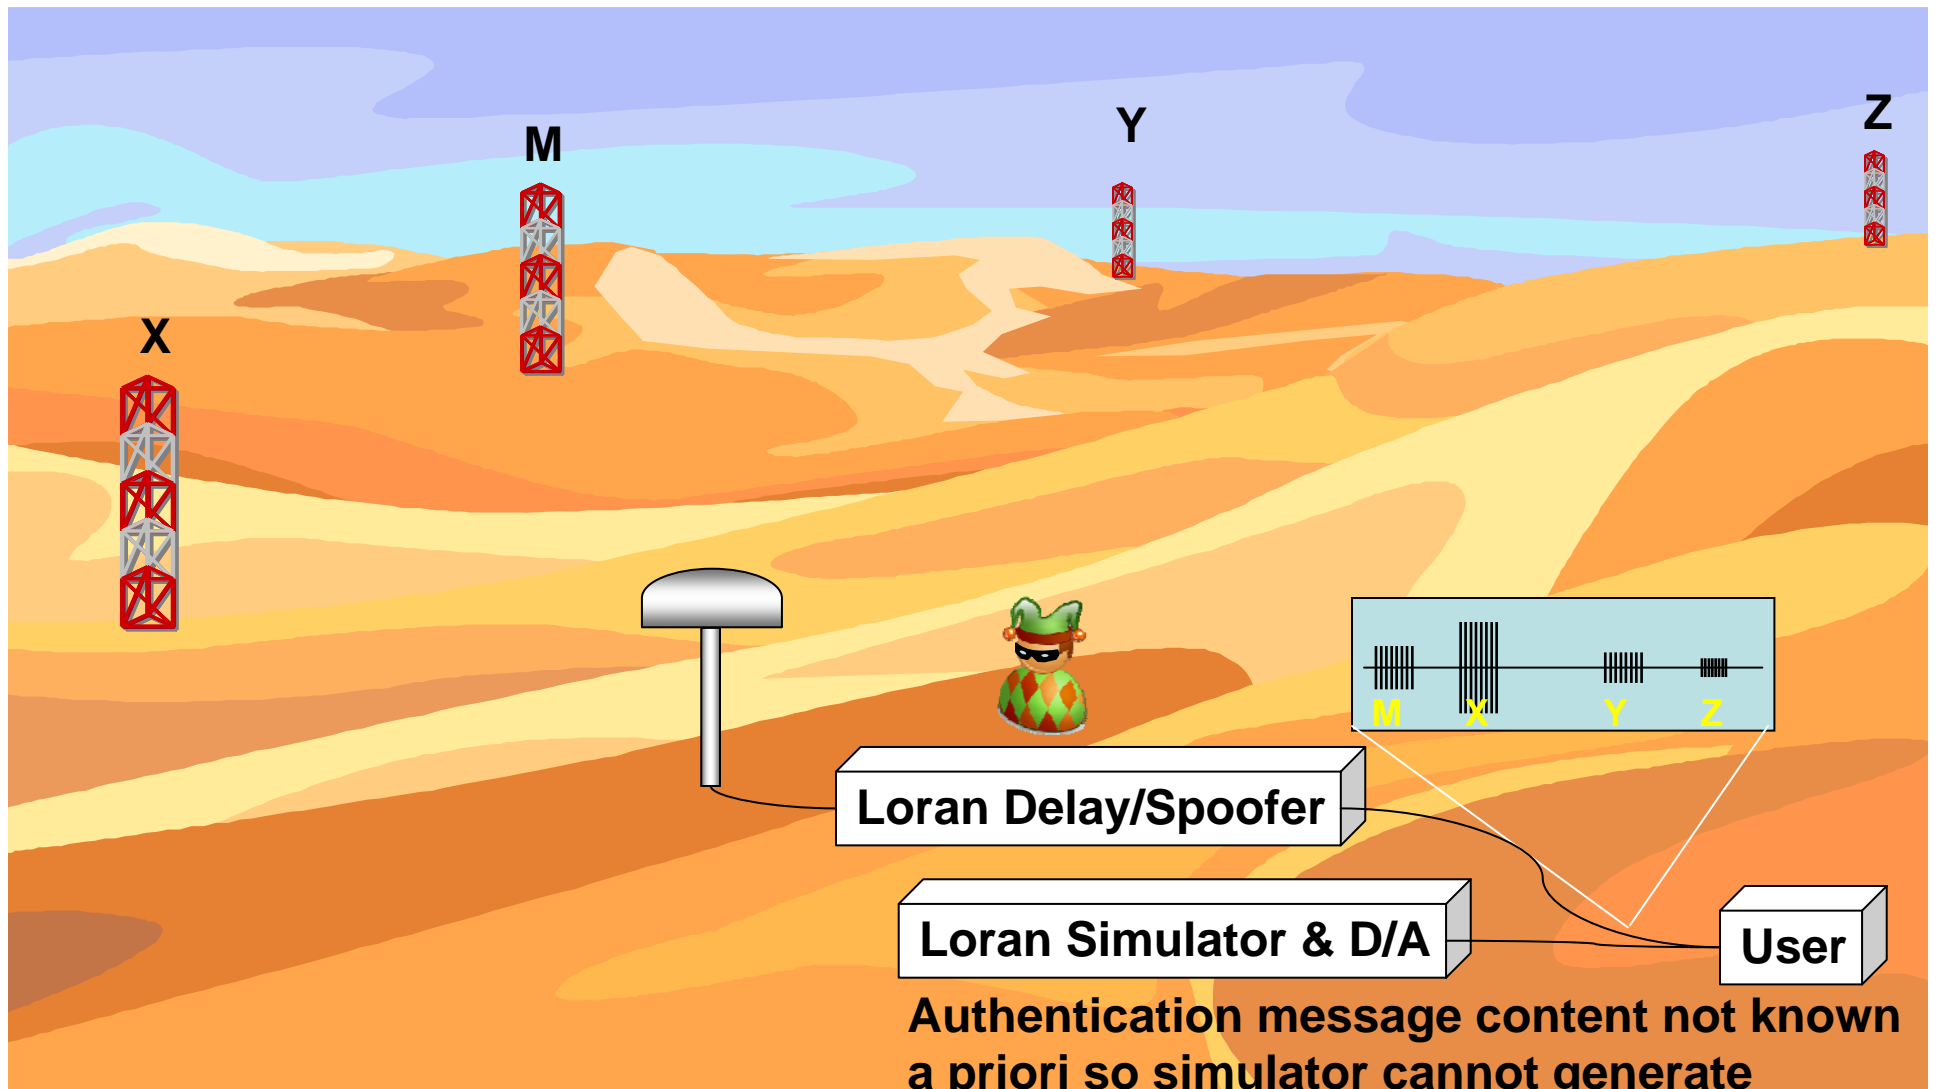 Z
Y
M
X
M X Y Z
Loran Delay/Spoofer
Loran Simulator & D/A
User
Authentication message content not known
a priori so simulator cannot generate